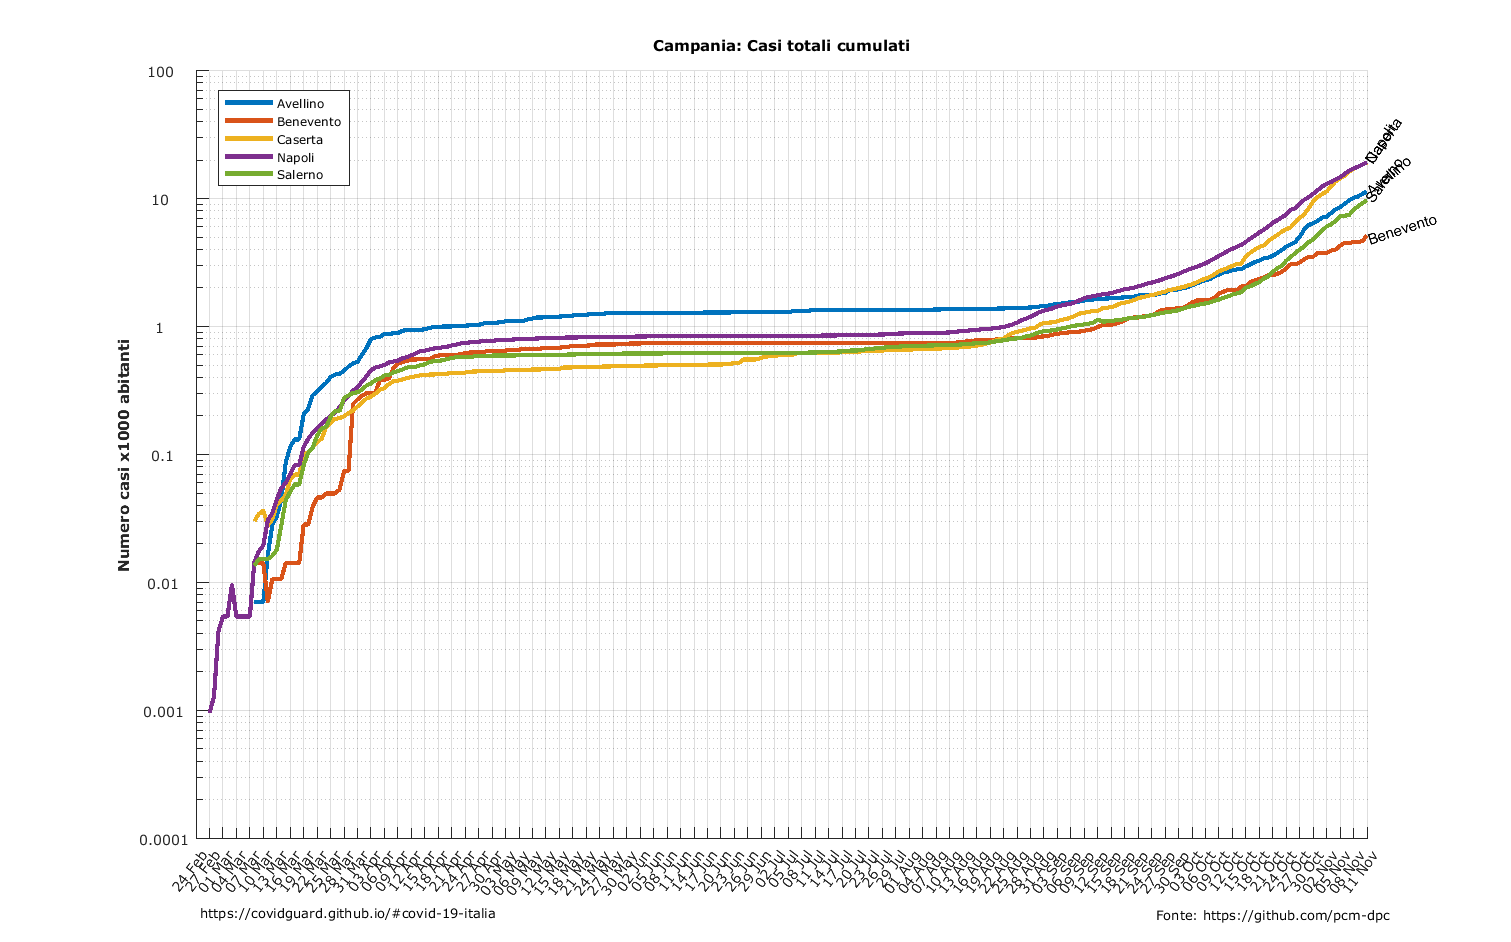 Campania: Casi totali cumulati
100
10
1
0.1
0.01
0.001
0.0001
Numero casi x1000 abitanti
Avellino
Benevento
Caserta
Napoli
Salerno
Caserta
Napoli
Avellino
Salerno
Benevento
24 Feb
27 Feb
01 Mar
04 Mar
07 Mar
10 Mar
13 Mar
16 Mar
19 Mar
22 Mar
25 Mar
28 Mar
31 Mar
03 Apr
06 Apr
09 Apr
12 Apr
15 Apr
18 Apr
21 Apr
24 Apr
27 Apr
30 Apr
03 May
06 May
09 May
12 May
15 May
18 May
21 May
24 May
27 May
30 May
02 Jun
05 Jun
08 Jun
11 Jun
14 Jun
17 Jun
20 Jun
23 Jun
26 Jun
29 Jun
02 Jul
05 Jul
08 Jul
11 Jul
14 Jul
17 Jul
20 Jul
23 Jul
26 Jul
29 Jul
01 Aug
04 Aug
07 Aug
10 Aug
13 Aug
16 Aug
19 Aug
22 Aug
25 Aug
28 Aug
31 Aug
03 Sep
06 Sep
09 Sep
12 Sep
15 Sep
18 Sep
21 Sep
24 Sep
27 Sep
30 Sep
03 Oct
06 Oct
09 Oct
12 Oct
15 Oct
18 Oct
21 Oct
24 Oct
27 Oct
30 Oct
02 Nov
05 Nov
08 Nov
11 Nov
https://covidguard.github.io/#covid-19-italia
Fonte: https://github.com/pcm-dpc